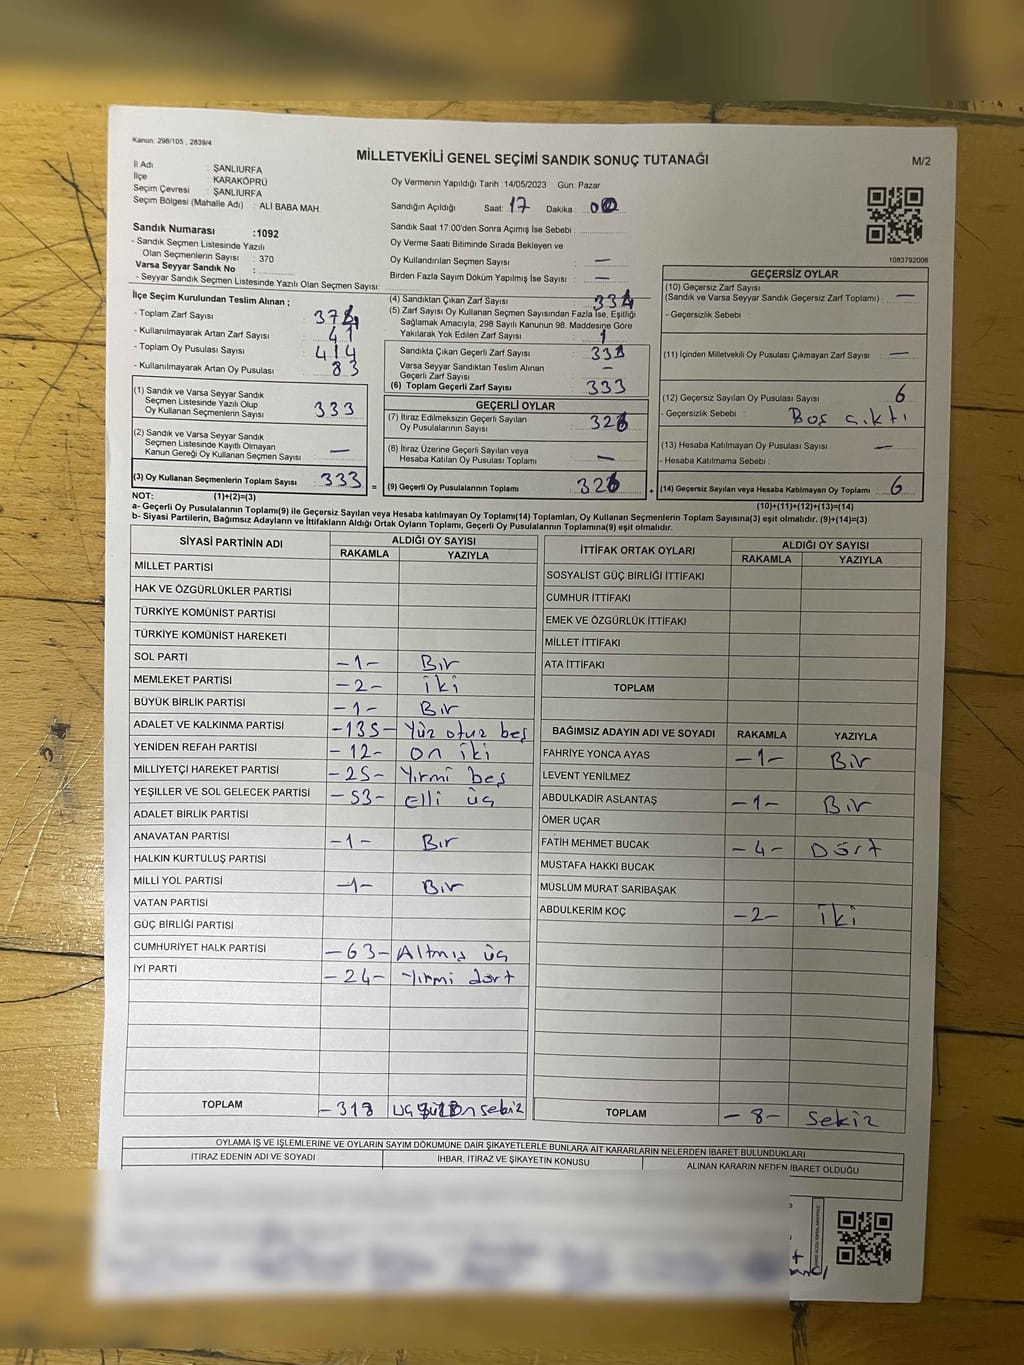 Kanun: 298/105 , 2839/4
MİLLETVEKİLİ GENEL SEÇİMİ SANDIK SONUÇ TUTANAĞI
M/2
İl Adı : ŞANLIURFA
İlçe : KARAKÖPRÜ
Seçim Çevresi : ŞANLIURFA
Seçim Bölgesi (Mahalle Adı) : ALİ BABA MAH.
Oy Vermenin Yapıldığı Tarih :14/05/2023 Gün: Pazar
Sandığın Açıldığı Saat: 17 Dakika : 00
Sandık Numarası :1092
- Sandık Seçmen Listesinde Yazılı
Olan Seçmenlerin Sayısı : 370
Varsa Seyyar Sandık No :
- Seyyar Sandık Seçmen Listesinde Yazılı Olan Seçmen Sayısı:
Sandık Saat 17:00'den Sonra Açımış İse Sebebi :
Oy Verme Saati Bitiminde Sırada Bekleyen ve
Oy Kullandırılan Seçmen Sayısı : —
Birden Fazla Sayım Döküm Yapılmış İse Sayısı : —
1083792006
İlçe Seçim Kurulundan Teslim Alınan ;
- Toplam Zarf Sayısı :
- Kullanılmayarak Artan Zarf Sayısı : 41
- Toplam Oy Pusulası Sayısı : 414
- Kullanılmayarak Artan Oy Pusulası : 83
(1) Sandık ve Varsa Seyyar Sandık
Seçmen Listesinde Yazılı Olup
Oy Kullanan Seçmenlerin Sayısı : 333
(2) Sandık ve Varsa Seyyar Sandık
Seçmen Listesinde Kayıtlı Olmayan
Kanun Gereği Oy Kullanan Seçmen Sayısı : —
(3) Oy Kullanan Seçmenlerin Toplam Sayısı : 333 =
(4) Sandıktan Çıkan Zarf Sayısı : 334
(5) Zarf Sayısı Oy Kullanan Seçmen Sayısından Fazla İse, Eşitliği
Sağlamak Amacıyla; 298 Sayılı Kanunun 98. Maddesine Göre
Yakılarak Yok Edilen Zarf Sayısı : 1
Sandıkta Çıkan Geçerli Zarf Sayısı : 333
Varsa Seyyar Sandıktan Teslim Alınan
Geçerli Zarf Sayısı : —
(6) Toplam Geçerli Zarf Sayısı : 333
GEÇERLİ OYLAR
(7) İtiraz Edilmeksizin Geçerli Sayılan
Oy Pusulalarının Sayısı : 326
(8) İtiraz Üzerine Geçerli Sayılan veya
Hesaba Katılan Oy Pusulası Toplamı : —
(9) Geçerli Oy Pusulalarının Toplamı : 326 +
GEÇERSİZ OYLAR
(10) Geçersiz Zarf Sayısı
(Sandık ve Varsa Seyyar Sandık Geçersiz Zarf Toplamı) : —
- Geçersizlik Sebebi :
(11) İçinden Milletvekili Oy Pusulası Çıkmayan Zarf Sayısı : —
(12) Geçersiz Sayılan Oy Pusulası Sayısı : 6
- Geçersizlik Sebebi : Boş çıktı
(13) Hesaba Katılmayan Oy Pusulası Sayısı : —
- Hesaba Katılmama Sebebi :
(14) Geçersiz Sayılan veya Hesaba Katılmayan Oy Toplamı : 6
NOT: (1)+(2)=(3) (10)+(11)+(12)+(13)=(14)
a- Geçerli Oy Pusulalarının Toplamı(9) ile Geçersiz Sayılan veya Hesaba katılmayan Oy Toplamı(14) Toplamları, Oy Kullanan Seçmenlerin Toplam Sayısına(3) eşit olmalıdır. (9)+(14)=(3)
b- Siyasi Partilerin, Bağımsız Adayların ve İttifakların Aldığı Ortak Oyların Toplamı, Geçerli Oy Pusulalarının Toplamına(9) eşit olmalıdır.
SİYASİ PARTİNİN ADI ALDIĞI OY SAYISI
RAKAMLA YAZIYLA
MİLLET PARTİSİ
HAK VE ÖZGÜRLÜKLER PARTİSİ
TÜRKİYE KOMÜNİST PARTİSİ
TÜRKİYE KOMÜNİST HAREKETİ
SOL PARTİ -1- Bir
MEMLEKET PARTİSİ -2- İki
BÜYÜK BİRLİK PARTİSİ -1- Bir
ADALET VE KALKINMA PARTİSİ -135- Yüz otuz beş
YENİDEN REFAH PARTİSİ -12- on iki
MİLLİYETÇİ HAREKET PARTİSİ -25- Yirmi beş
YEŞİLLER VE SOL GELECEK PARTİSİ -53- elli üç
ADALET BİRLİK PARTİSİ
ANAVATAN PARTİSİ -1- Bir
HALKIN KURTULUŞ PARTİSİ
MİLLİ YOL PARTİSİ -1- Bir
VATAN PARTİSİ
GÜÇ BİRLİĞİ PARTİSİ
CUMHURİYET HALK PARTİSİ -63- Altmış üç
İYİ PARTİ -24- Yirmi dört
TOPLAM -318 üç yüz on sekiz
İTTİFAK ORTAK OYLARI ALDIĞI OY SAYISI
RAKAMLA YAZIYLA
SOSYALİST GÜÇ BİRLİĞİ İTTİFAKI
CUMHUR İTTİFAKI
EMEK VE ÖZGÜRLÜK İTTİFAKI
MİLLET İTTİFAKI
ATA İTTİFAKI
TOPLAM
BAĞIMSIZ ADAYIN ADI VE SOYADI RAKAMLA YAZIYLA
FAHRİYE YONCA AYAS -1- Bir
LEVENT YENİLMEZ
ABDULKADİR ASLANTAŞ -1- Bir
ÖMER UÇAR
FATİH MEHMET BUCAK -4- Dört
MUSTAFA HAKKI BUCAK
MÜSLÜM MURAT SARIBAŞAK
ABDULKERİM KOÇ -2- İki
TOPLAM -8- Sekiz
OYLAMA İŞ VE İŞLEMLERİNE VE OYLARIN SAYIM DÖKÜMÜNE DAİR ŞİKAYETLERLE BUNLARA AİT KARARLARIN NELERDEN İBARET BULUNDUKLARI
İTİRAZ EDENİN ADI VE SOYADI İHBAR, İTİRAZ VE ŞİKAYETİN KONUSU ALINAN KARARIN NEDEN İBARET OLDUĞU